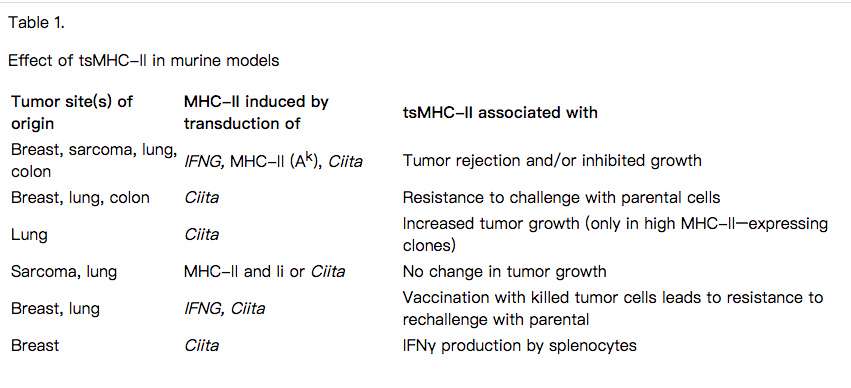 Table 1.
Effect of tsMHC–II in murine models
Tumor site(s) of origin MHC–II induced by transduction of tsMHC–II associated with
Breast, sarcoma, lung, colon IFNG, MHC–II (Ak), Ciita Tumor rejection and/or inhibited growth
Breast, lung, colon Ciita Resistance to challenge with parental cells
Lung Ciita Increased tumor growth (only in high MHC–II—expressing clones)
Sarcoma, lung MHC–II and Ii or Ciita No change in tumor growth
Breast, lung IFNG, Ciita Vaccination with killed tumor cells leads to resistance to rechallenge with parental
Breast Ciita IFNγ production by splenocytes